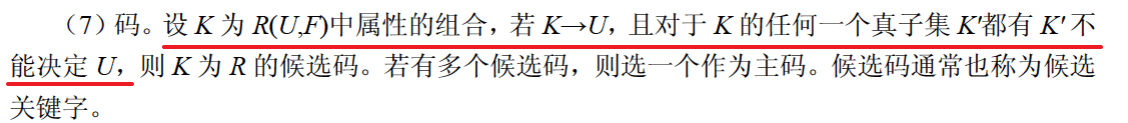 （7）码。设 K 为 R(U,F)中属性的组合，若 K→U，且对于 K 的任何一个真子集 K′都有 K′ 不
能决定 U，则 K 为 R 的候选码。若有多个候选码，则选一个作为主码。候选码通常也称为候选
关键字。